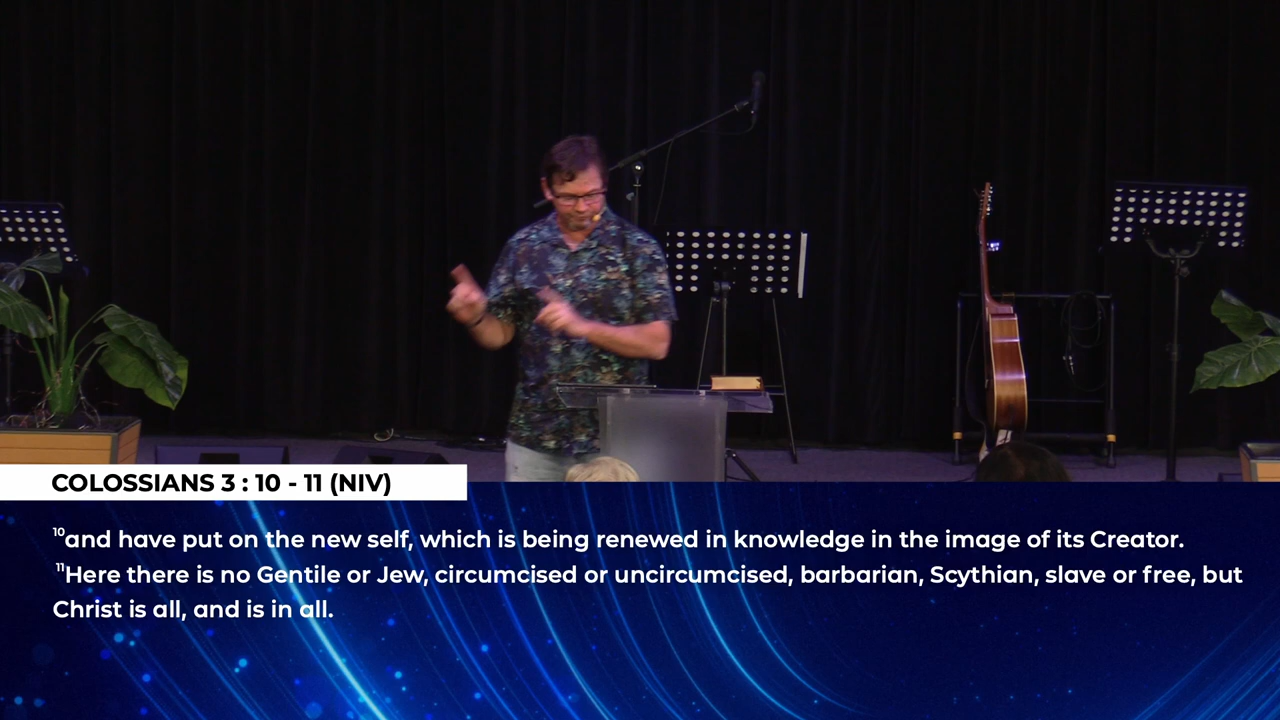 COLOSSIANS 3 : 10 - 11 (NIV)
10and have put on the new self, which is being renewed in knowledge in the image of its Creator.
11Here there is no Gentile or Jew, circumcised or uncircumcised, barbarian, Scythian, slave or free, but
Christ is all, and is in all.